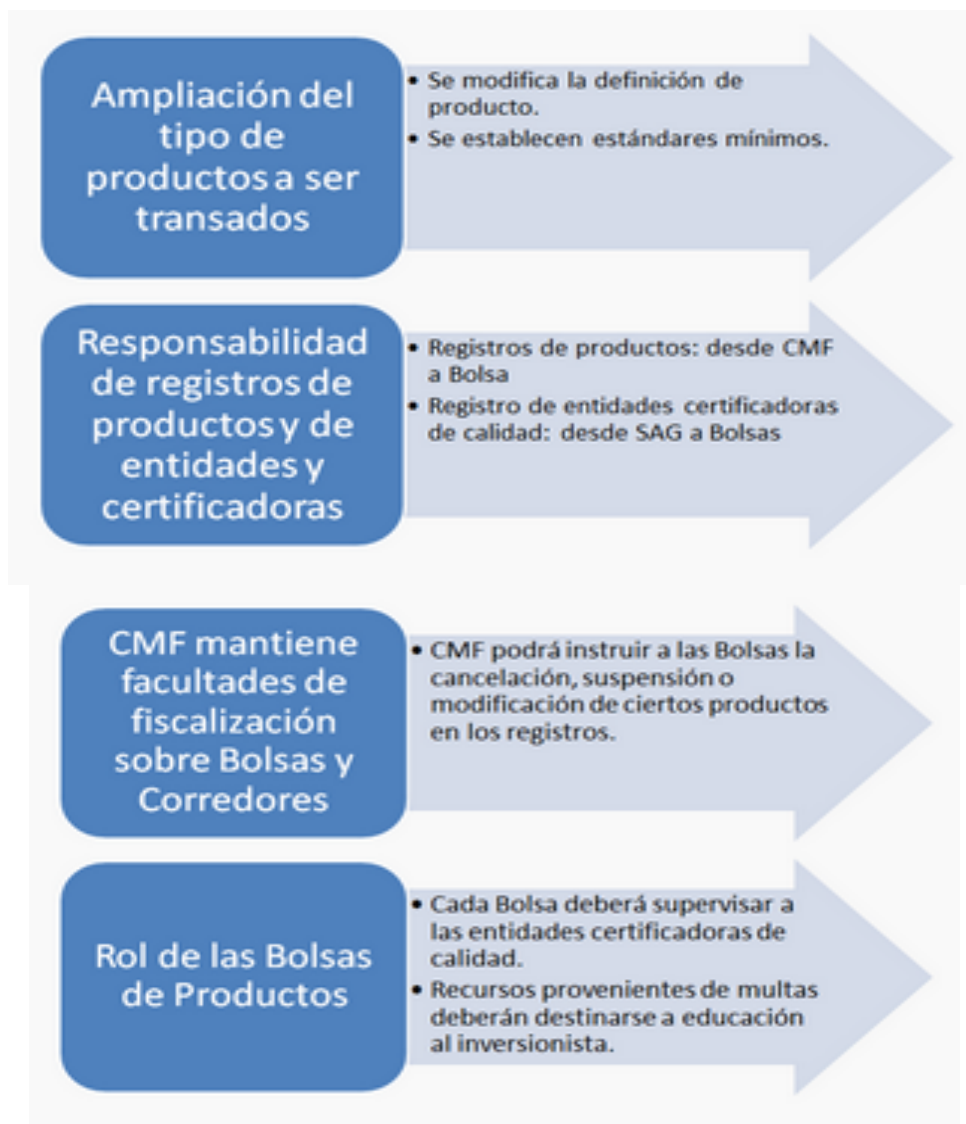 Ampliación del
tipo de
productos a ser
transados
• Se modifica la definición de
producto.
• Se establecen estándares mínimos.
Responsabilidad
de registros de
productos y de
entidades y
certificadoras
• Registros de productos: desde CMF
a Bolsa
• Registro de entidades certificadoras
de calidad: desde SAG a Bolsas
CMF mantiene
facultades de
fiscalización
sobre Bolsas y
Corredores
• CMF podrá instruir a las Bolsas la
cancelación, suspensión o
modificación de ciertos productos
en los registros.
Rol de las Bolsas
de Productos
• Cada Bolsa deberá supervisar a
las entidades certificadoras de
calidad.
• Recursos provenientes de multas
deberán destinarse a educación
al inversionista.